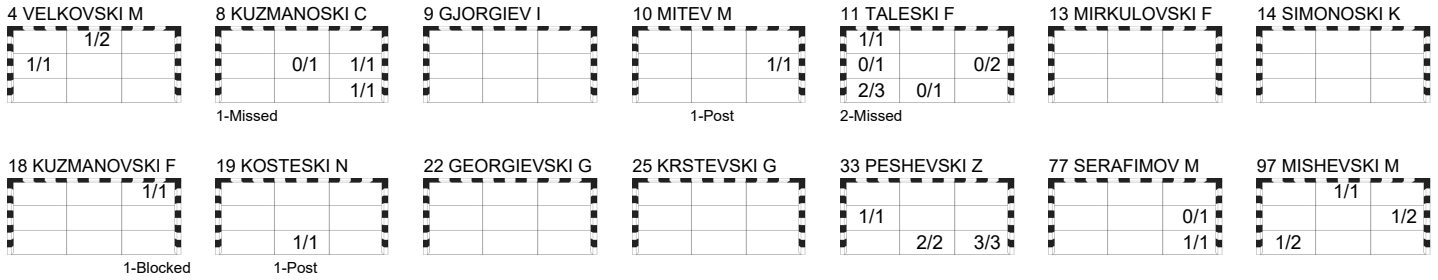 4 VELKOVSKI M 8 KUZMANOSKI C 9 GJORGIEV I 10 MITEV M 11 TALESKI F 13 MIRKULOVSKI F 14 SIMONOSKI K
1/2 1/1
1/1 0/1 1/1 1/1 0/1 0/2
1/1 2/3 0/1
1-Missed 1-Post 2-Missed
18 KUZMANOVSKI F 19 KOSTESKI N 22 GEORGIEVSKI G 25 KRSTEVSKI G 33 PESHEVSKI Z 77 SERAFIMOV M 97 MISHEVSKI M
1/1 1/1
1/1 0/1 1/2
1/1 2/2 3/3 1/1 1/2
1-Blocked 1-Post